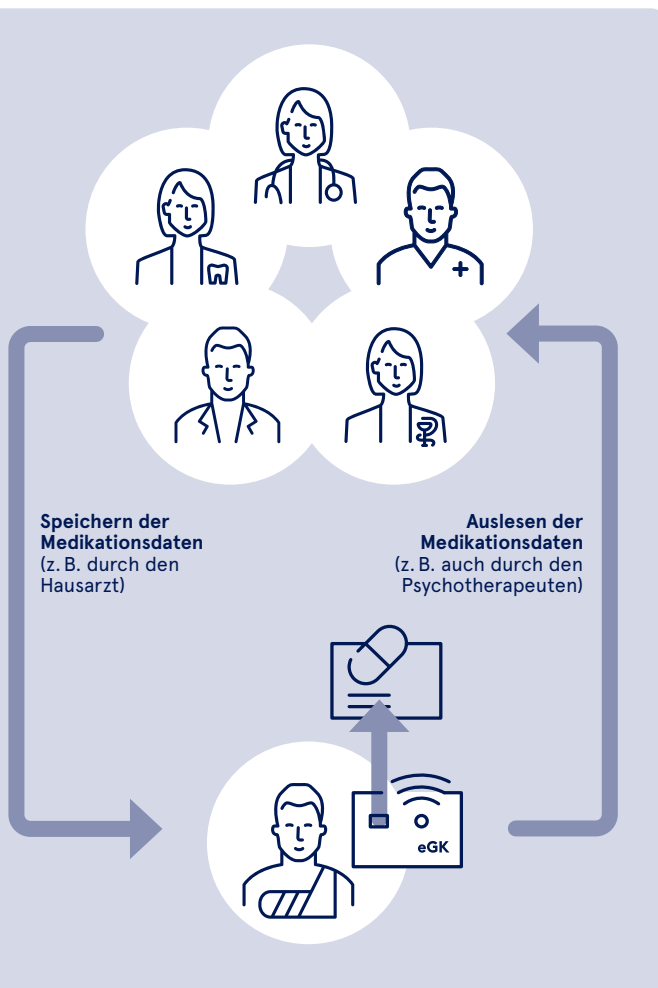 Speichern der
Medikationsdaten
(z. B. durch den
Hausarzt)
Auslesen der
Medikationsdaten
(z. B. auch durch den
Psychotherapeuten)
eGK